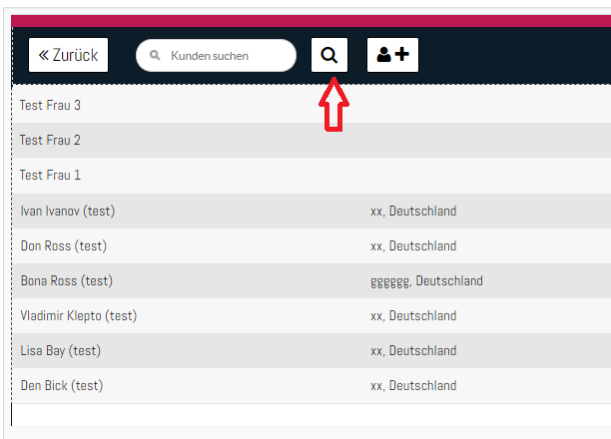 « Zurück
Kunden suchen
Test Frau 3
Test Frau 2
Test Frau 1
Ivan Ivanov (test) xx, Deutschland
Don Ross (test) xx, Deutschland
Bona Ross (test) gggggg, Deutschland
Vladimir Klepto (test) xx, Deutschland
Lisa Bay (test) xx, Deutschland
Den Bick (test) xx, Deutschland